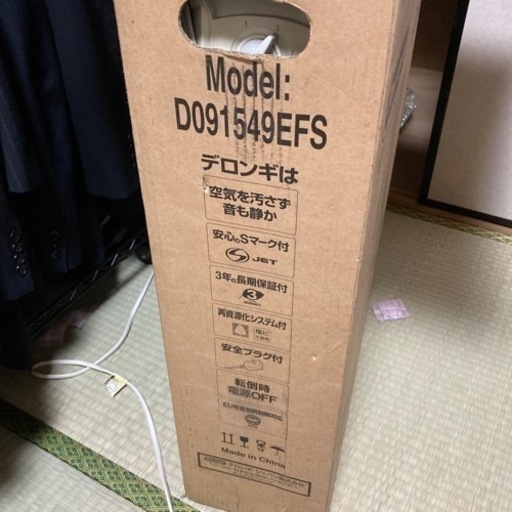 Model:
D091549EFS
デロンギは
空気を汚さず
音も静か
安心のSマーク付
S JET
3年の長期保証付
3
再資源化システム付
安全プラグ付
転倒時
電源OFF
Made in China